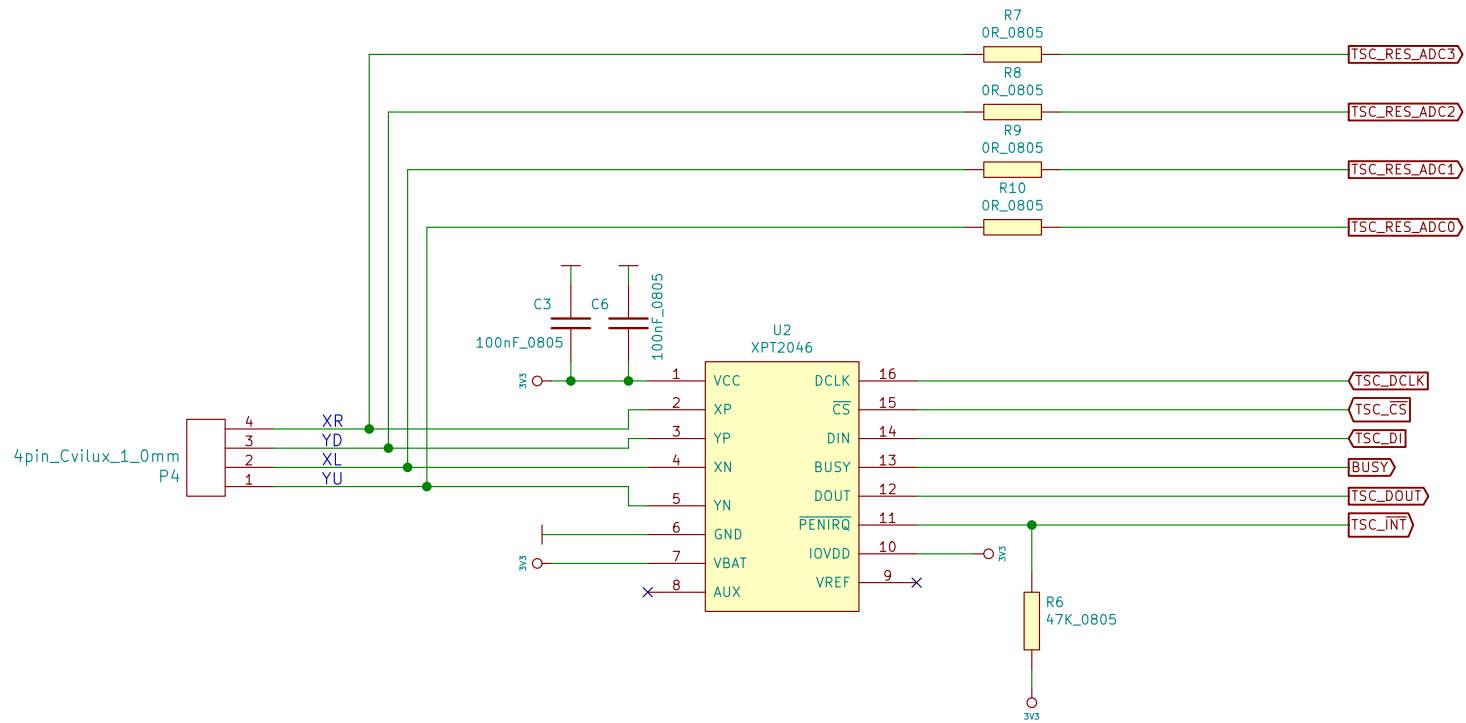 R7
0R_0805
TSC_RES_ADC3
R8
0R_0805
TSC_RES_ADC2
R9
0R_0805
TSC_RES_ADC1
R10
0R_0805
TSC_RES_ADC0
C3
100nF_0805
C6
100nF_0805
3V3
U2
XPT2046
1 VCC
2 XP
3 YP
4 XN
5 YN
6 GND
7 VBAT
8 AUX
DCLK 16
CS 15
DIN 14
BUSY 13
DOUT 12
PENIRQ 11
IOVDD 10
VREF 9
TSC_DCLK
TSC_CS
TSC_DI
BUSY
TSC_DOUT
TSC_INT
4 XR
3 YD
2 XL
1 YU
4pin_Cvilux_1_0mm
P4
3V3
3V3
R6
47K_0805
3V3